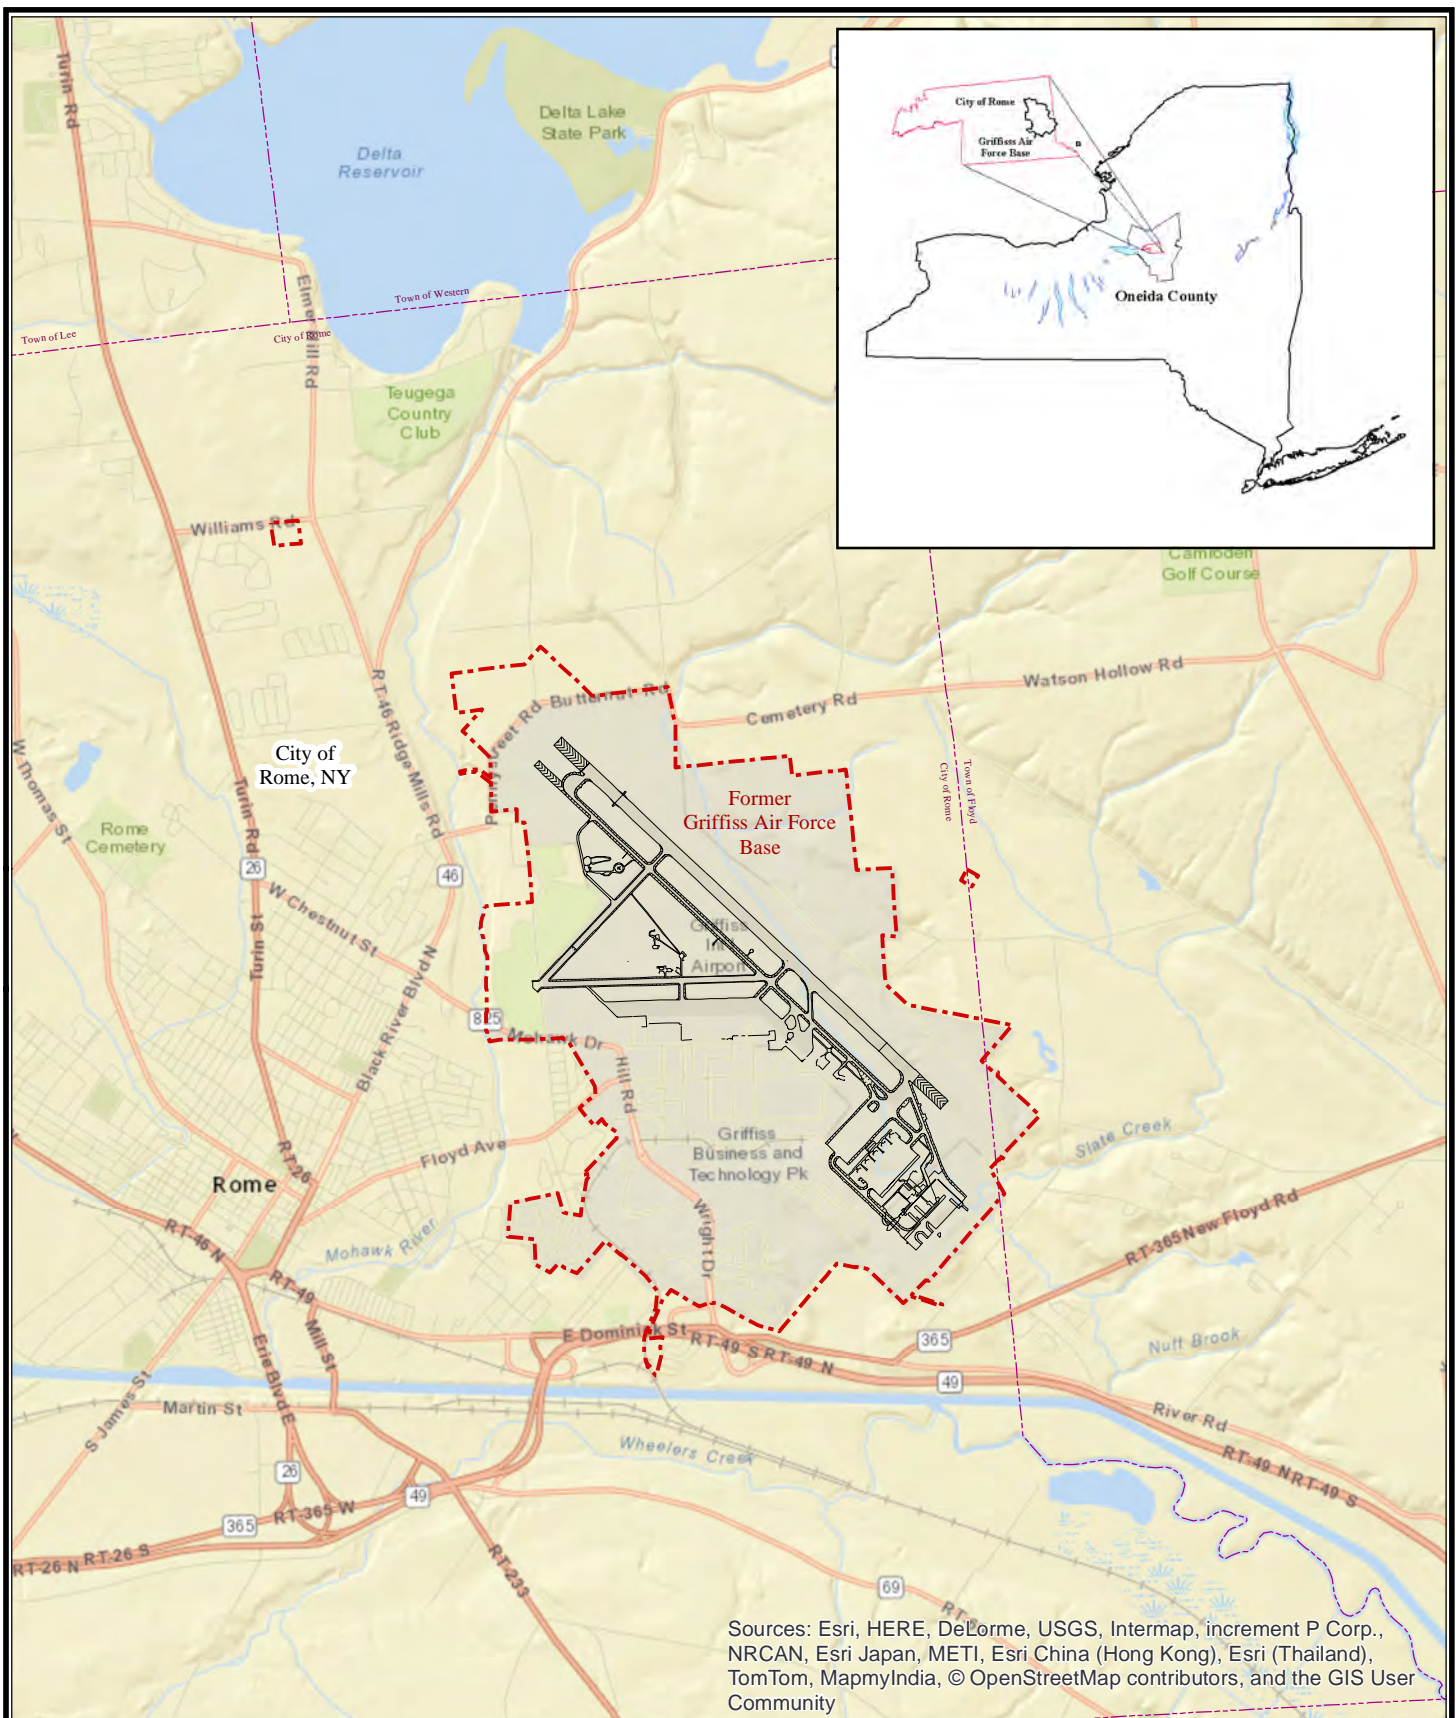 Turin Rd
Delta Lake
State Park
Delta
Reservoir
City of Rome
Griffisss Air
Force Base
Oneida County
Elmer Hill Rd
Town of Western
Town of Lee
City of Rome
Teugega
Country
Club
Williams Rd
Camroden
Golf Course
Watson Hollow Rd
Butternut Rd
Cemetery Rd
Pennystreet Rd
RT-46 Ridge Mills Rd
City of
Rome, NY
W Thomas St
Turin Rd
Town of Floyd
City of Rome
Former
Griffiss Air Force
Base
Rome
Cemetery
26
46
W Chestnut St
Turin St
Black River Blvd N
Griffiss
Intl
Airport
825
Mohawk Dr
Hill Rd
Floyd Ave
Griffiss
Business and
Technology Pk
Slate Creek
RT-26
Rome
Wright Dr
RT-365 New Floyd Rd
RT-46 N
Mohawk River
RT-49
Mill St
Erie Blvd E
E Dominick St
RT-49 S RT-49 N
365
Nuff Brook
49
S James St
Martin St
River Rd
Wheelers Creek
RT-49 N RT-49 S
26
49
365
RT-365 W
RT-26 N RT-26 S
RT-233
69
Sources: Esri, HERE, DeLorme, USGS, Intermap, increment P Corp.,
NRCAN, Esri Japan, METI, Esri China (Hong Kong), Esri (Thailand),
TomTom, MapmyIndia, © OpenStreetMap contributors, and the GIS User
Community